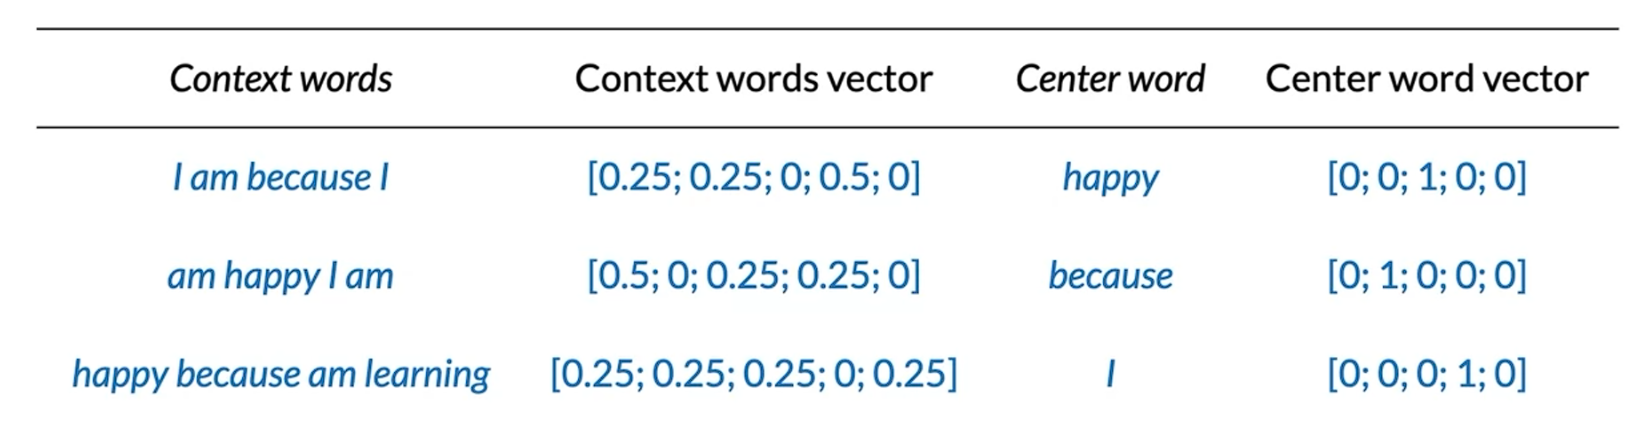 Context words Context words vector Center word Center word vector
I am because I [0.25; 0.25; 0; 0.5; 0] happy [0; 0; 1; 0; 0]
am happy I am [0.5; 0; 0.25; 0.25; 0] because [0; 1; 0; 0; 0]
happy because am learning [0.25; 0.25; 0.25; 0; 0.25] I [0; 0; 0; 1; 0]